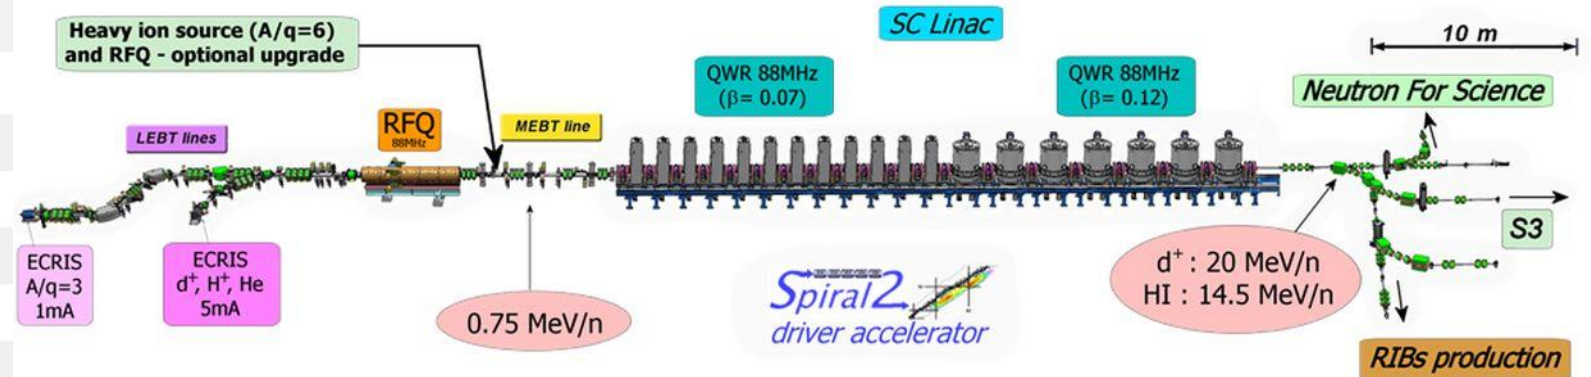 Heavy ion source (A/q=6)
and RFQ - optional upgrade
SC Linac
10 m
QWR 88MHz
(β= 0.07)
QWR 88MHz
(β= 0.12)
Neutron For Science
LEBT lines
RFQ
88MHz
MEBT line
ECRIS
A/q=3
1mA
ECRIS
d⁺, H⁺, He
5mA
0.75 MeV/n
Spiral2
driver accelerator
d⁺ : 20 MeV/n
HI : 14.5 MeV/n
S3
RIBs production